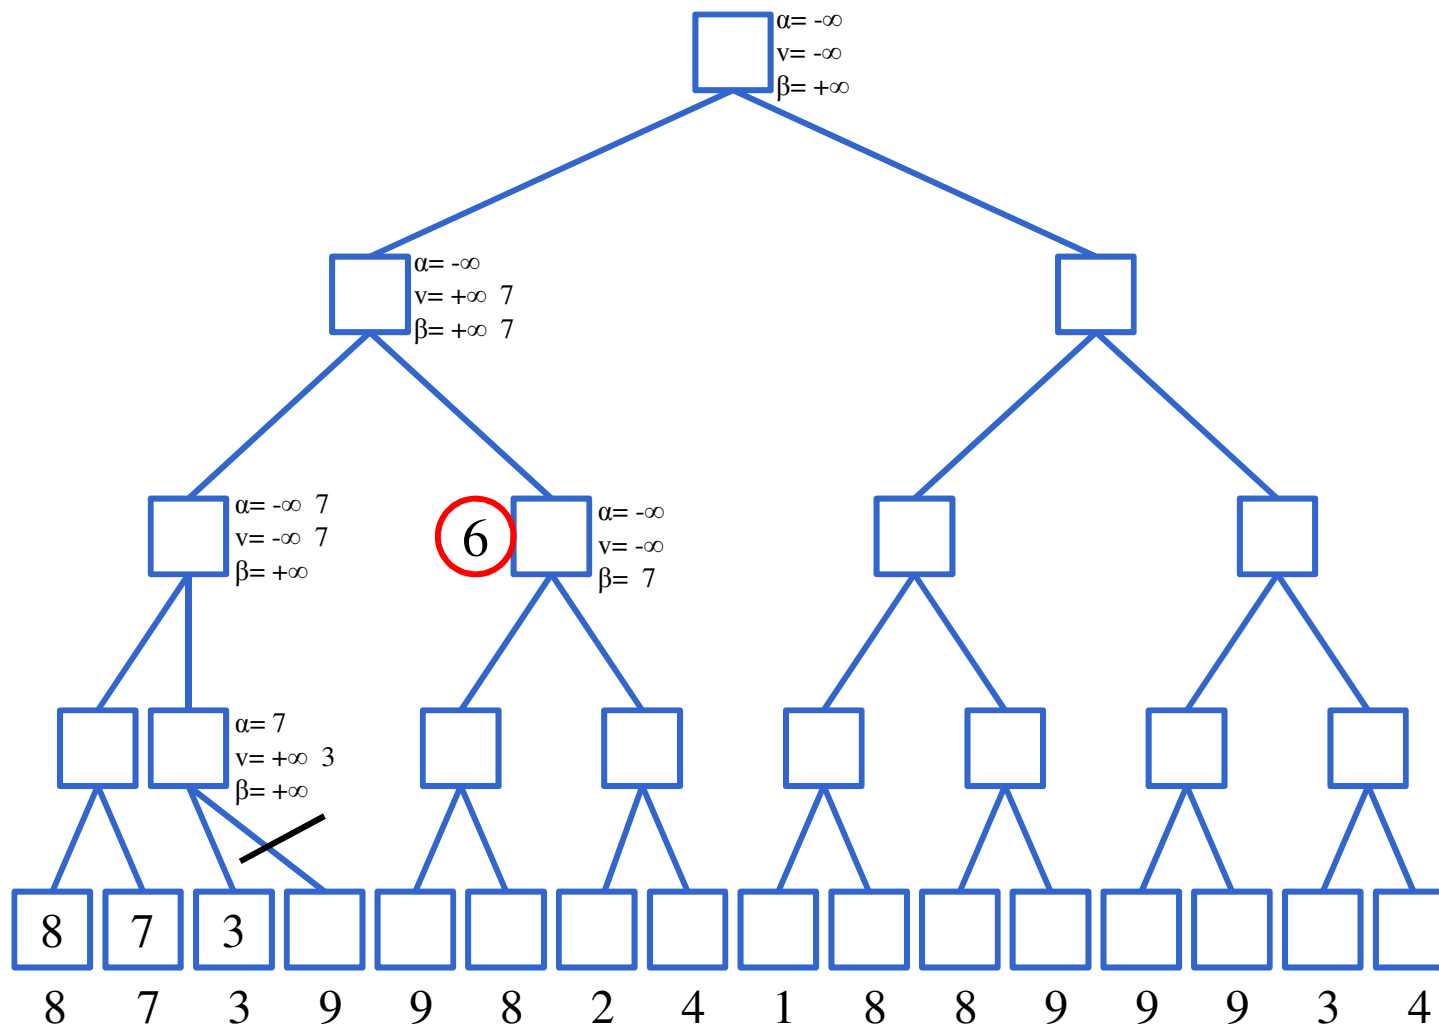 α= -∞
v= -∞
β= +∞
α= -∞
v= +∞ 7
β= +∞ 7
α= -∞ 7
v= -∞ 7
β= +∞
6
α= -∞
v= -∞
β= 7
α= 7
v= +∞ 3
β= +∞
8 7 3
8 7 3 9 9 8 2 4 1 8 8 9 9 9 3 4